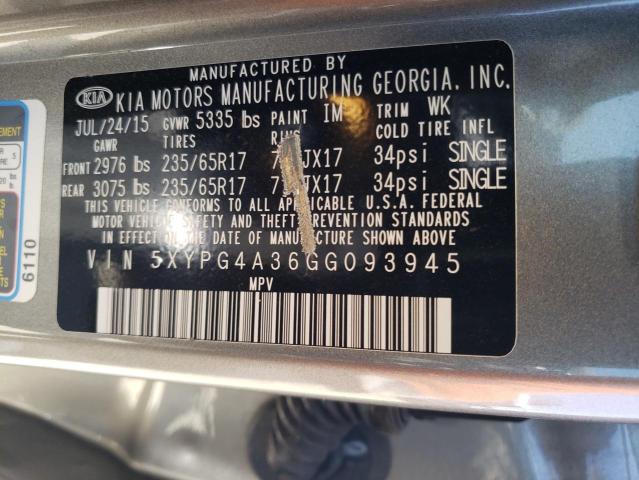 MANUFACTURED BY
KIA KIA MOTORS MANUFACTURING GEORGIA, INC.
JUL/24/15 GVWR 5335 lbs PAINT IM TRIM WK
GAWR TIRES COLD TIRE INFL
FRONT 2976 lbs 235/65R17 JX17 34psi SINGLE
REAR 3075 lbs 235/65R17 JX17 34psi SINGLE
THIS VEHICLE CONFORMS TO ALL APPLICABLE U.S.A. FEDERAL
MOTOR VEHICLE SAFETY AND THEFT PREVENTION STANDARDS
IN EFFECT ON THE DATE OF MANUFACTURE SHOWN ABOVE
VIN 5XYPG4A36GG093945
MPV
6110